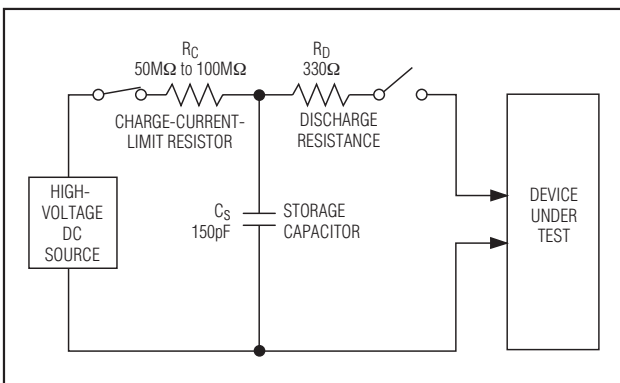 R_C
50MΩ to 100MΩ
CHARGE-CURRENT-
LIMIT RESISTOR
R_D
330Ω
DISCHARGE
RESISTANCE
HIGH-
VOLTAGE
DC
SOURCE
C_S
150pF
STORAGE
CAPACITOR
DEVICE
UNDER
TEST